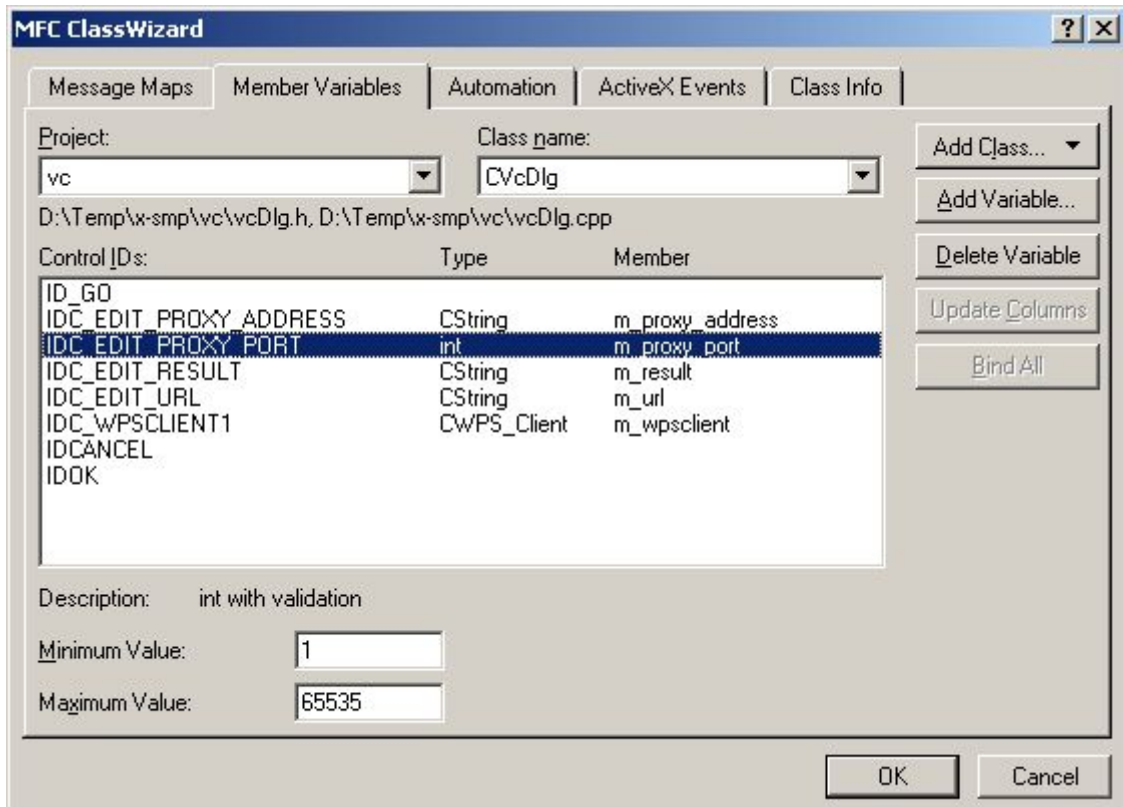 MFC ClassWizard
Message Maps Member Variables Automation ActiveX Events Class Info
Project: Class name: Add Class...
vc CVcDlg
Add Variable...
D:\Temp\x-smp\vc\vcDlg.h, D:\Temp\x-smp\vc\vcDlg.cpp
Control IDs: Type Member Delete Variable
ID_GO
IDC_EDIT_PROXY_ADDRESS CString m_proxy_address Update Columns
IDC_EDIT_PROXY_PORT int m_proxy_port
IDC_EDIT_RESULT CString m_result Bind All
IDC_EDIT_URL CString m_url
IDC_WPSCLIENT1 CWPS_Client m_wpsclient
IDCANCEL
IDOK
Description: int with validation
Minimum Value: 1
Maximum Value: 65535
OK Cancel